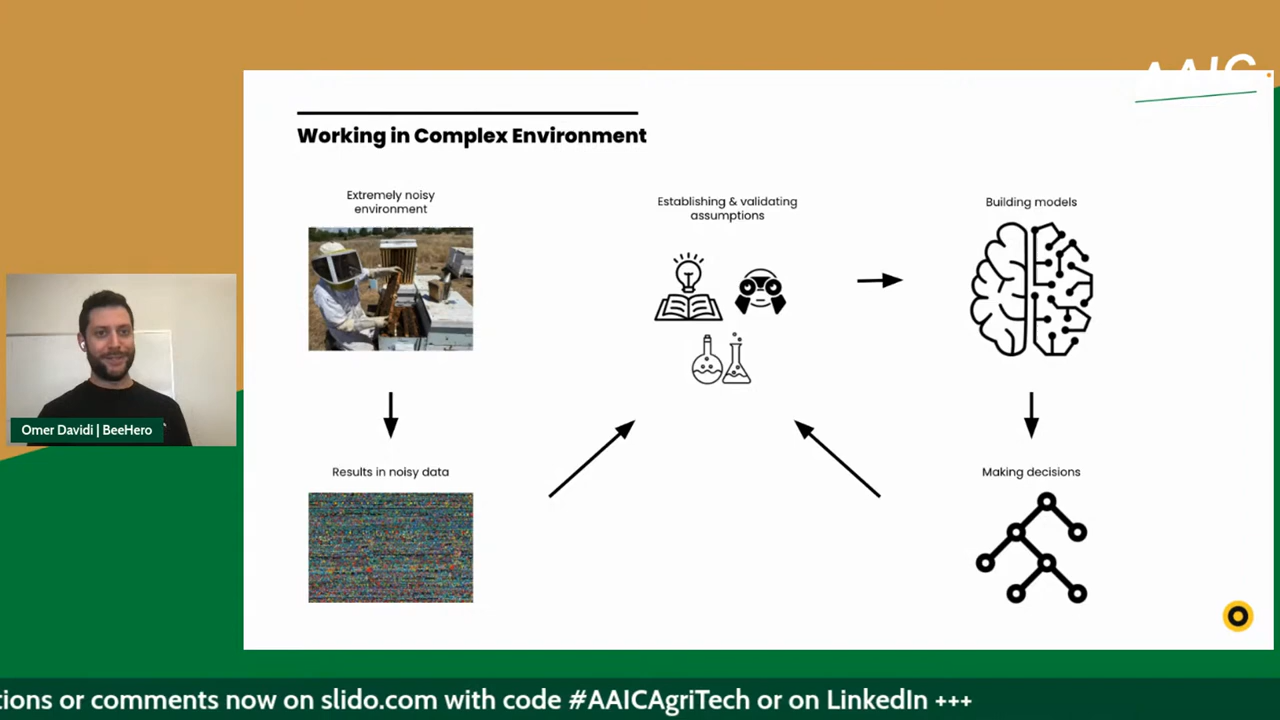 AAIC
Working in Complex Environment
Extremely noisy
environment
Establishing & validating
assumptions
Building models
Omer Davidi | BeeHero
Results in noisy data
Making decisions
tions or comments now on slido.com with code #AAICAgriTech or on LinkedIn +++